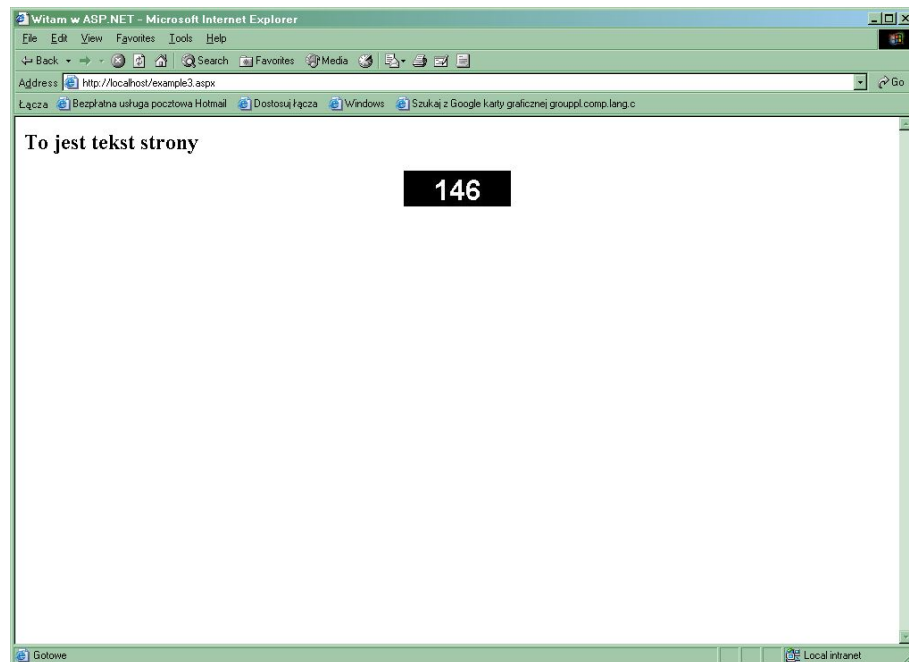 Witam w ASP.NET - Microsoft Internet Explorer
File Edit View Favorites Tools Help
Back Search Favorites Media
Address http://localhost/example3.aspx Go
Łącza Bezpłatna usługa pocztowa Hotmail Dostosuj łącza Windows Szukaj z Google karty graficznej grouppl.comp.lang.c
To jest tekst strony
146
Gotowe Local intranet